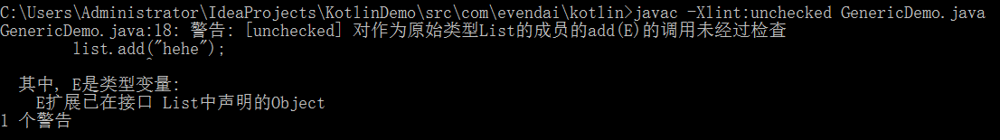 C:\Users\Administrator\IdeaProjects\KotlinDemo\src\com\evendai\kotlin>javac -Xlint:unchecked GenericDemo.java
GenericDemo.java:18: 警告: [unchecked] 对作为原始类型List的成员的add(E)的调用未经过检查
        list.add("hehe");
                ^
  其中, E是类型变量:
    E扩展已在接口 List中声明的Object
1 个警告